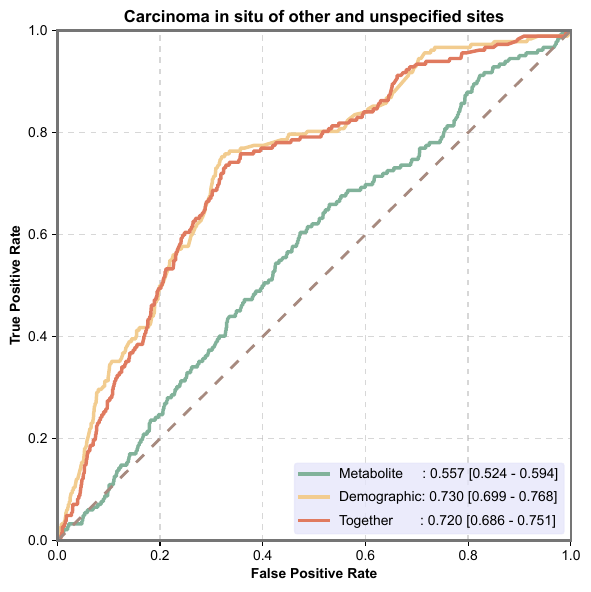 Carcinoma in situ of other and unspecified sites
1.0
0.8
0.6
0.4
0.2
0.0
True Positive Rate
Metabolite : 0.557 [0.524 - 0.594]
Demographic: 0.730 [0.699 - 0.768]
Together : 0.720 [0.686 - 0.751]
0.0 0.2 0.4 0.6 0.8 1.0
False Positive Rate